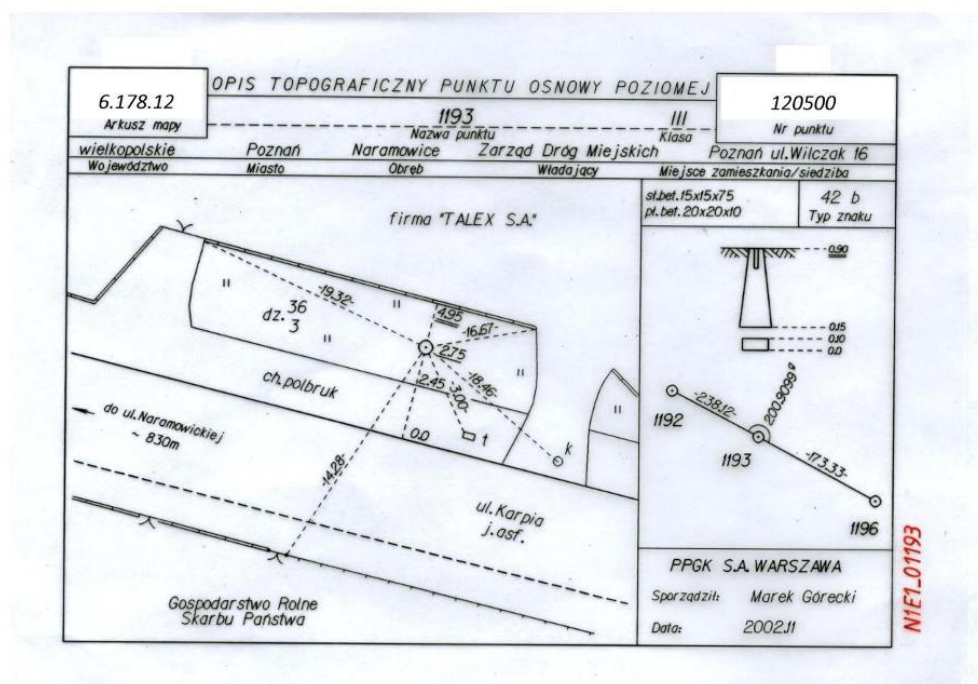 OPIS TOPOGRAFICZNY PUNKTU OSNOWY POZIOMEJ
6.178.12
Arkusz mapy
1193
Nazwa punktu
III
Klasa
120500
Nr punktu
wielkopolskie Poznań Naramowice Zarząd Dróg Miejskich Poznań ul.Wilczak 16
Województwo Miasto Obręb Władający Miejsce zamieszkania/siedziba
firma "TALEX S.A."
19.32
4.95
16.67
dz. 36
3
2.75
18.46
3.00
2.45
ch.polbruk
do ul.Naramowickiej
~ 830m
0.0
t
k
14.28
ul.Karpia
j.asf.
Gospodarstwo Rolne
Skarbu Państwa
sł.bet.15x15x75
pł.bet.20x20x10
42 b
Typ znaku
0.90
0.15
0.10
0.0
238.12
200.9099 g
1192
1193
173.33
1196
PPGK S.A. WARSZAWA
Sporządził: Marek Górecki
Data: 2002.11
N1E1_01193